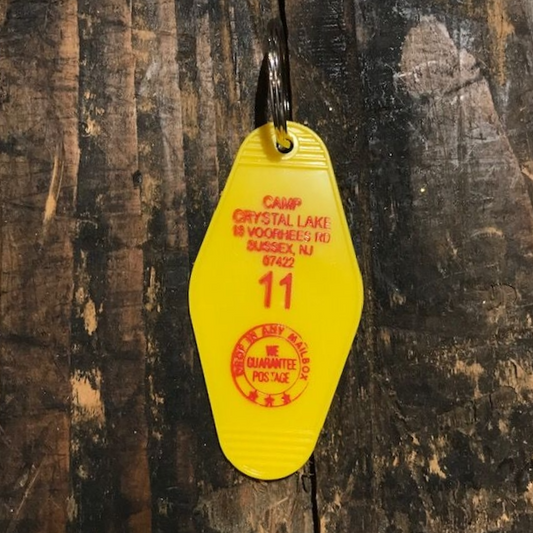 CAMP
CRYSTAL LAKE
13 VOORHEES RD
SUSSEX, NJ
07422
11
DROP IN ANY MAILBOX
WE
GUARANTEE
POSTAGE